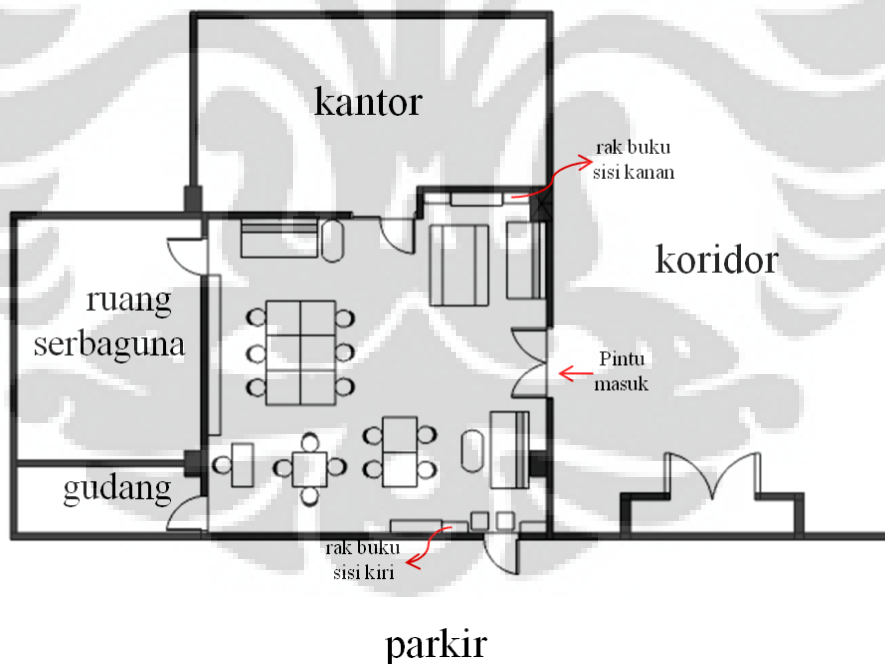 kantor
rak buku
sisi kanan
koridor
ruang
serbaguna
Pintu
masuk
gudang
rak buku
sisi kiri
parkir